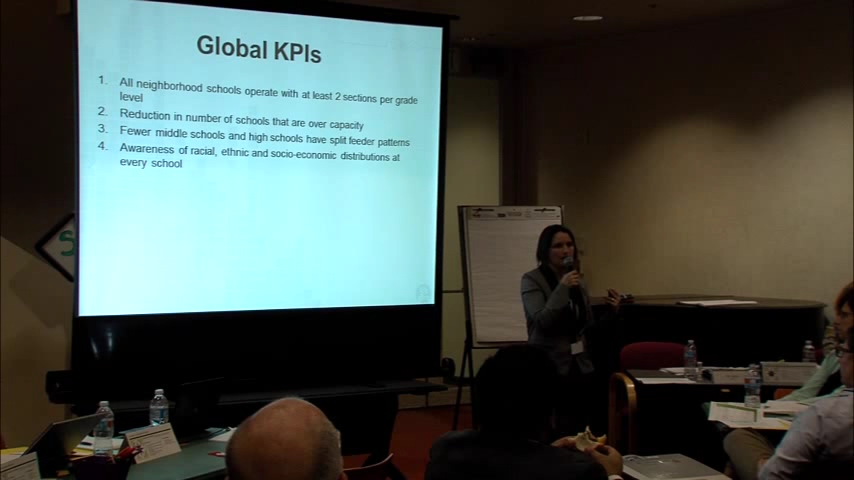 Global KPIs
1. All neighborhood schools operate with at least 2 sections per grade
level
2. Reduction in number of schools that are over capacity
3. Fewer middle schools and high schools have split feeder patterns
4. Awareness of racial, ethnic and socio-economic distributions at
every school